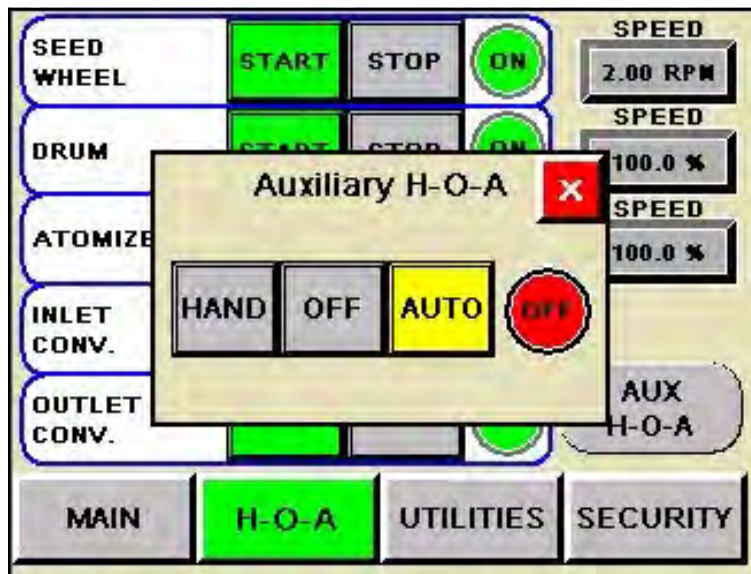 SEED
WHEEL
START
STOP
ON
SPEED
2.00 RPM
DRUM
SPEED
100.0 %
Auxiliary H-O-A
X
SPEED
100.0 %
HAND
OFF
AUTO
OFF
INLET
CONV.
OUTLET
CONV.
AUX
H-O-A
MAIN
H-O-A
UTILITIES
SECURITY